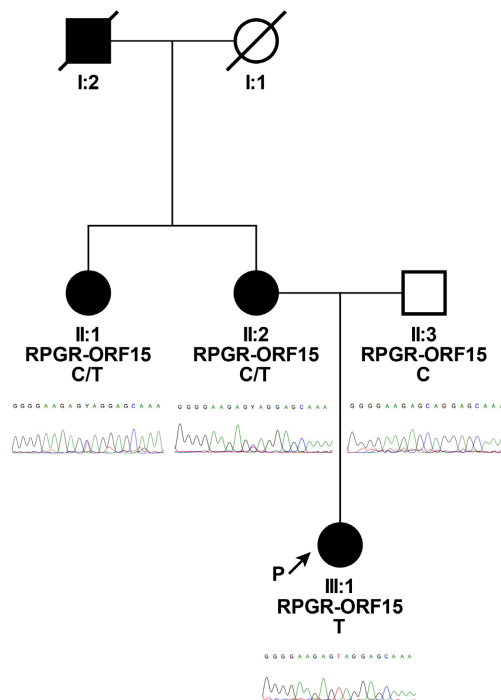 I:2
I:1
II:1
RPGR-ORF15
C/T
II:2
RPGR-ORF15
C/T
II:3
RPGR-ORF15
C
GGGGAAGAGYAGGAGCAAA
GGGGAAGAGYAGGAGCAAA
GGGGAAGAGCAGGAGCAAA
P
III:1
RPGR-ORF15
T
GGGGAAGAGTAGGAGCAAA